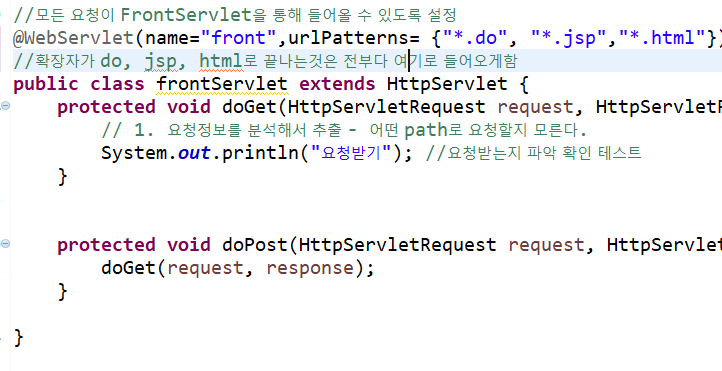 //모든 요청이 FrontServlet을 통해 들어올 수 있도록 설정
@WebServlet(name="front",urlPatterns= {"*.do", "*.jsp","*.html"})
//확장자가 do, jsp, html로 끝나는것은 전부다 여기로 들어오게함
public class frontServlet extends HttpServlet {
    protected void doGet(HttpServletRequest request, HttpServletR
        // 1. 요청정보를 분석해서 추출 - 어떤 path로 요청할지 모른다.
        System.out.println("요청받기"); //요청받는지 파악 확인 테스트
    }
    protected void doPost(HttpServletRequest request, HttpServlet
        doGet(request, response);
    }
}